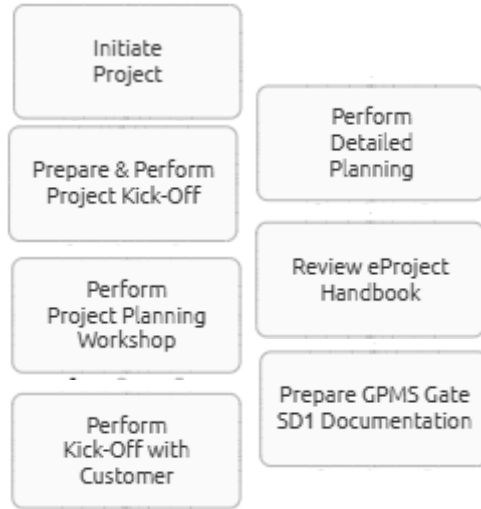 Initiate
Project
Prepare & Perform
Project Kick-Off
Perform
Project Planning
Workshop
Perform
Kick-Off with
Customer
Perform
Detailed
Planning
Review eProject
Handbook
Prepare GPMS Gate
SD1 Documentation